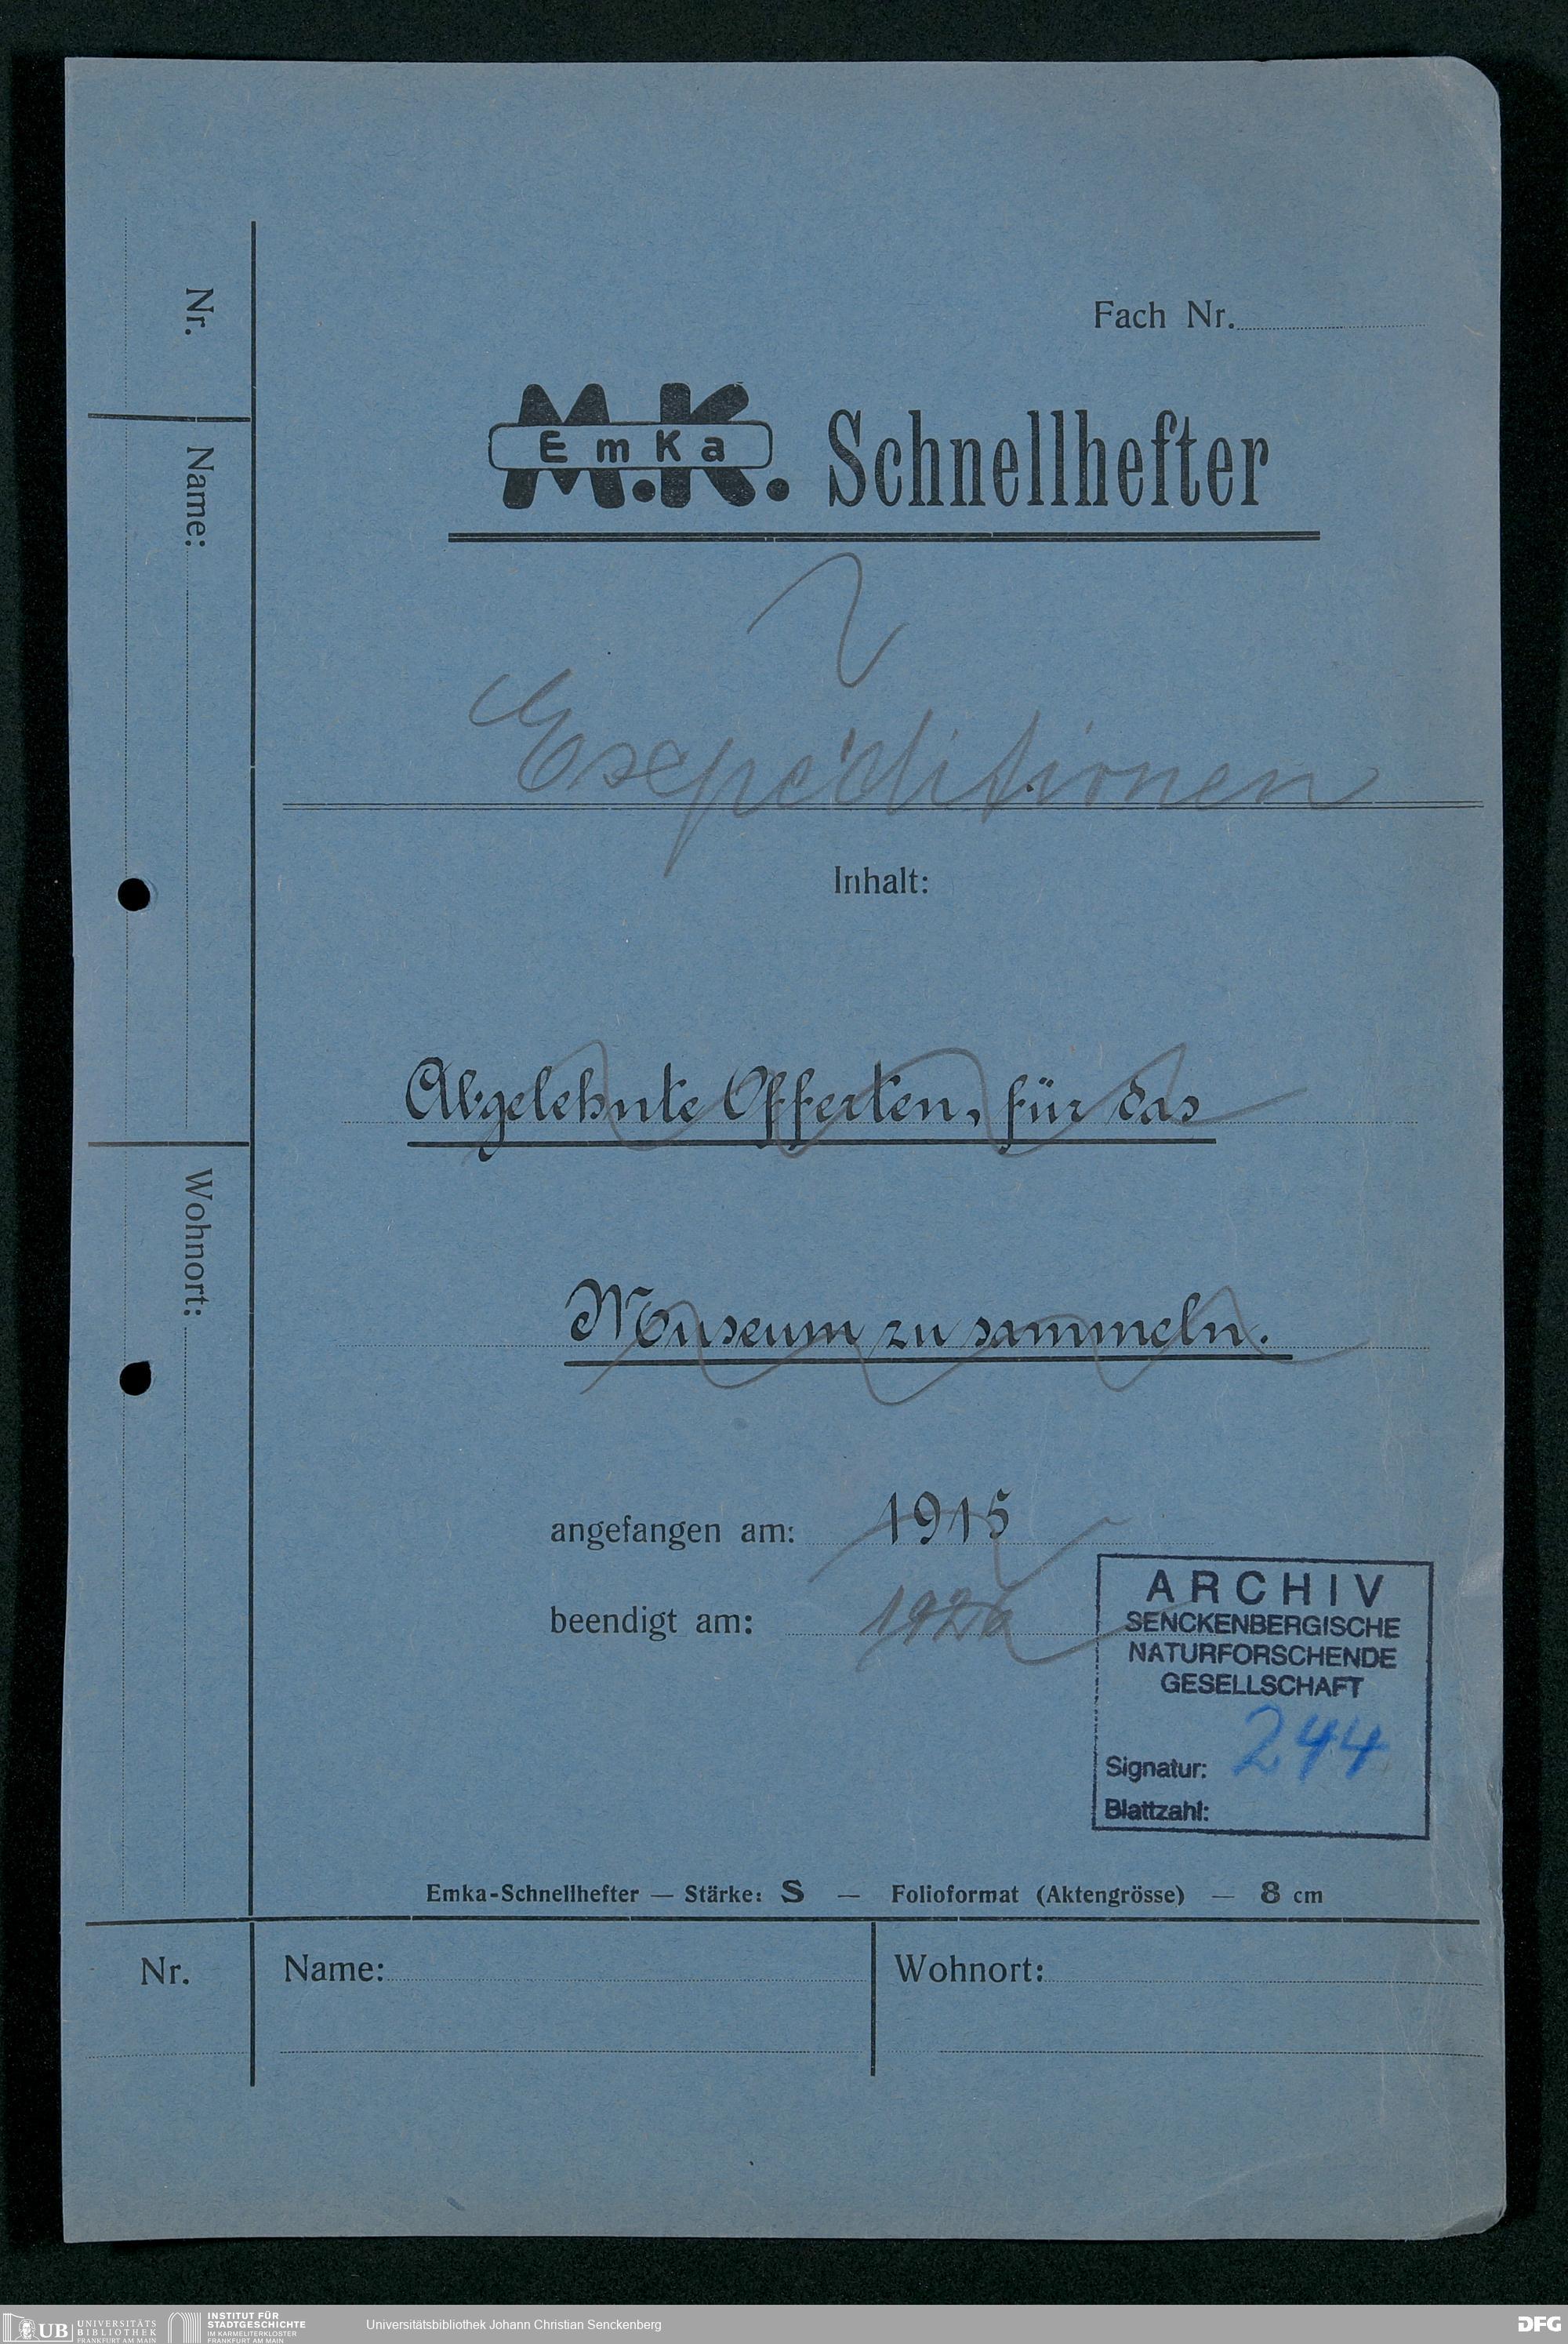 Fach Nr.
M.K.
EmKa
Schnellhefter
Expeditionen
Inhalt:
Abgelehnte Offerten, für das
Museum zu sammeln.
angefangen am: 1915
beendigt am: 1926
ARCHIV
SENCKENBERGISCHE
NATURFORSCHENDE
GESELLSCHAFT
Signatur: 244
Blattzahl:
Emka-Schnellhefter — Stärke: S — Folioformat (Aktengrösse) — 8 cm
Nr.
Name:
Wohnort:
Nr.
Name:
Wohnort:
UB
UNIVERSITÄTS
BIBLIOTHEK
FRANKFURT AM MAIN
INSTITUT FÜR
STADTGESCHICHTE
IM KARMELITERKLOSTER
FRANKFURT AM MAIN
Universitätsbibliothek Johann Christian Senckenberg
DFG